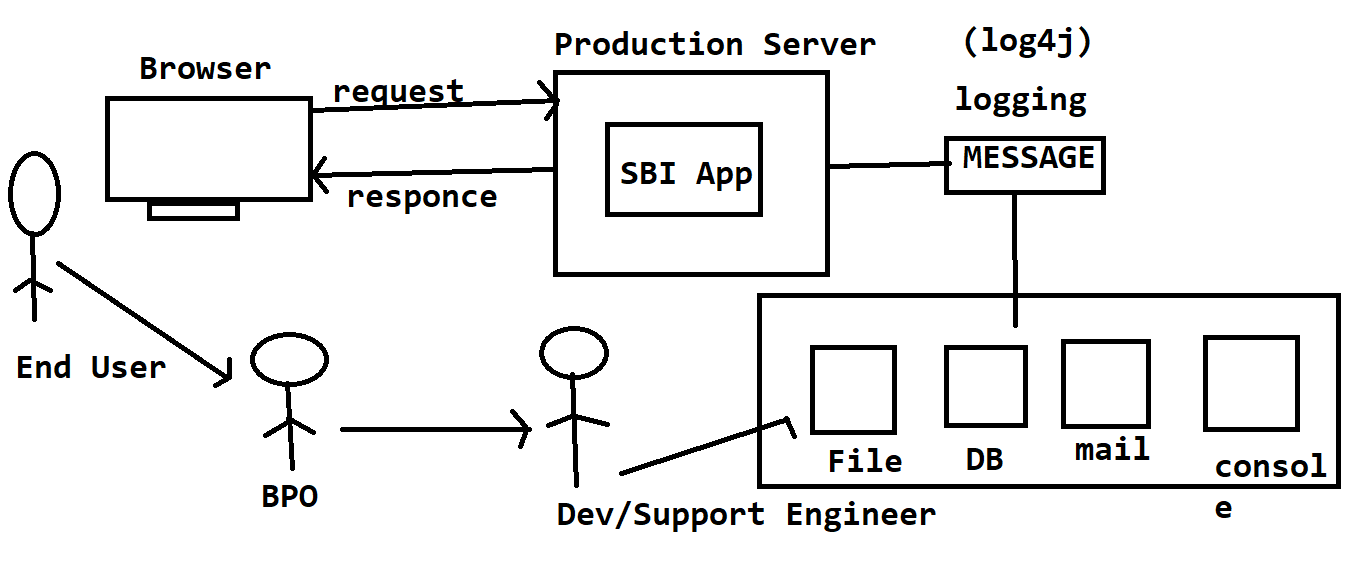 Production Server
(log4j)
Browser
request
logging
MESSAGE
SBI App
responce
End User
File
DB
mail
consol
e
BPO
Dev/Support Engineer